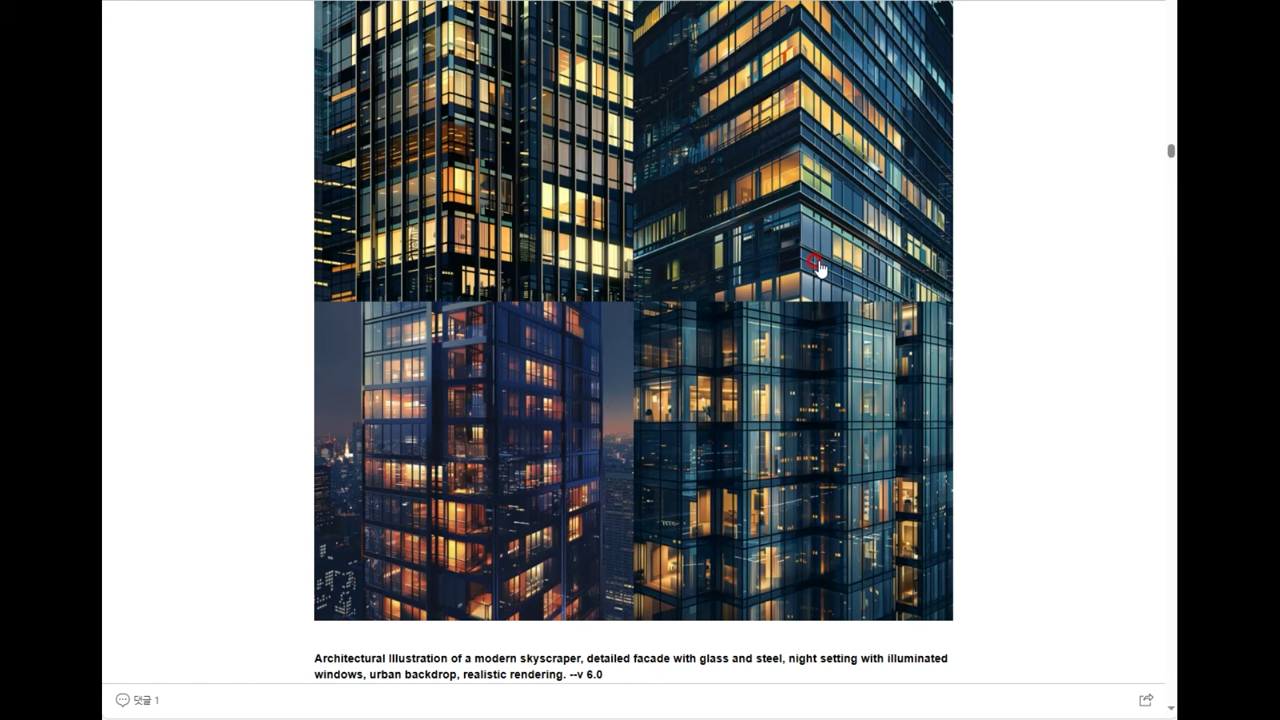 Architectural Illustration of a modern skyscraper, detailed facade with glass and steel, night setting with illuminated
windows, urban backdrop, realistic rendering. --v 6.0
댓글 1